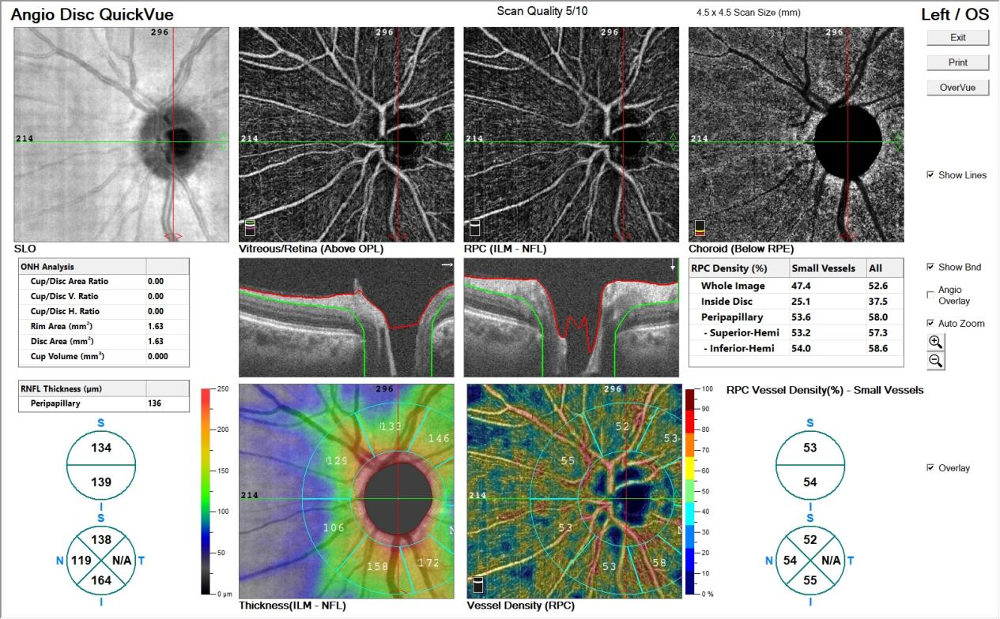 Angio Disc QuickVue
Scan Quality 5/10
4.5 x 4.5 Scan Size (mm)
Left / OS
296
214
SLO
296
214
Vitreous/Retina (Above OPL)
296
214
RPC (ILM - NFL)
296
Choroid (Below RPE)
Exit
Print
OverVue
Show Lines
ONH Analysis
Cup/Disc Area Ratio 0.00
Cup/Disc V. Ratio 0.00
Cup/Disc H. Ratio 0.00
Rim Area (mm²) 1.63
Disc Area (mm²) 1.63
Cup Volume (mm³) 0.000
RPC Density (%) Small Vessels All
Whole Image 47.4 52.6
Inside Disc 25.1 37.5
Peripapillary 53.6 58.0
- Superior-Hemi 53.2 57.3
- Inferior-Hemi 54.0 58.6
Show Bnd
Angio
Overlay
Auto Zoom
RNFL Thickness (µm)
Peripapillary 136
S
134
139
I
S
138
N 119 N/A T
164
I
250
200
150
100
50
0 µm
296
214
133
146
129
106
N
158
172
Thickness(ILM - NFL)
296
214
52
53
55
53
N
53
58
Vessel Density (RPC)
100
90
80
70
60
50
40
30
20
10
0 %
RPC Vessel Density(%) - Small Vessels
S
53
54
I
S
52
N 54 N/A T
55
I
Overlay